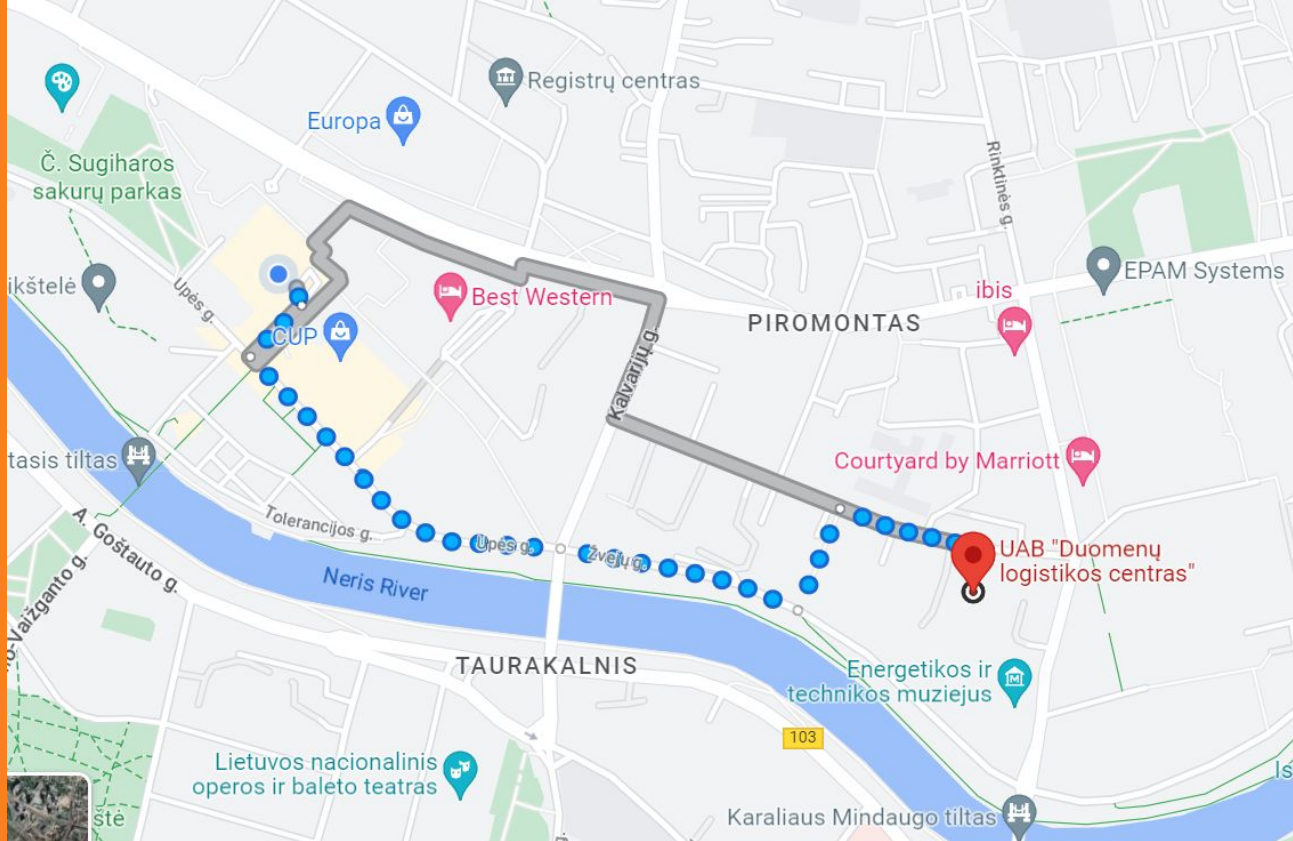 Registrų centras
Europa
Č. Sugiharos
sakurų parkas
Rinktinės g.
EPAM Systems
ikštelė
Upės g.
Best Western
ibis
CUP
PIROMONTAS
Kalvarijų g.
tasis tiltas
Courtyard by Marriott
Tolerancijos g.
A. Goštauto g.
Upės g.
Žvejų g.
UAB "Duomenų
logistikos centras"
Neris River
o-Vaižganto g.
TAURAKALNIS
Energetikos ir
technikos muziejus
103
Lietuvos nacionalinis
operos ir baleto teatras
Is
štė
Karaliaus Mindaugo tiltas